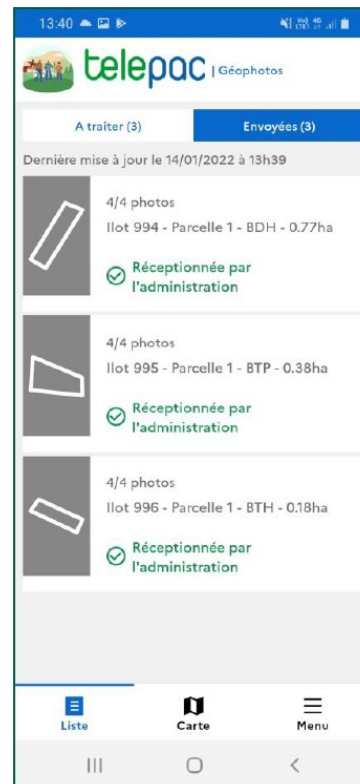 13:40
telepac | Géophotos
A traiter (3)
Envoyées (3)
Dernière mise à jour le 14/01/2022 à 13h39
4/4 photos
Ilot 994 - Parcelle 1 - BDH - 0.77ha
Réceptionnée par
l'administration
4/4 photos
Ilot 995 - Parcelle 1 - BTP - 0.38ha
Réceptionnée par
l'administration
4/4 photos
Ilot 996 - Parcelle 1 - BTH - 0.18ha
Réceptionnée par
l'administration
Liste
Carte
Menu